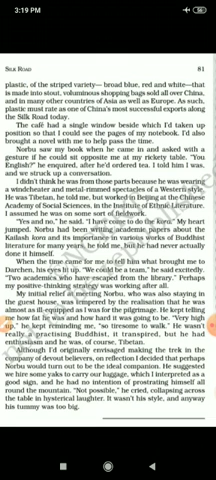 3:19 PM
56
SILK ROAD
81
plastic, of the striped variety– broad blue, red and white–that
is made into stout, voluminous shopping bags sold all over China,
and in many other countries of Asia as well as Europe. As such,
plastic must rate as one of China's most successful exports along
the Silk Road today.
The café had a single window beside which I'd taken up
position so that I could see the pages of my notebook. I'd also
brought a novel with me to help pass the time.
Norbu saw my book when he came in and asked with a
gesture if he could sit opposite me at my rickety table. "You
English?" he enquired, after he'd ordered tea. I told him I was,
and we struck up a conversation.
I didn't think he was from those parts because he was wearing
a windcheater and metal-rimmed spectacles of a Western style.
He was Tibetan, he told me, but worked in Beijing at the Chinese
Academy of Social Sciences, in the Institute of Ethnic Literature.
I assumed he was on some sort of fieldwork.
"Yes and no," he said. "I have come to do the kora." My heart
jumped. Norbu had been writing academic papers about the
Kailash kora and its importance in various works of Buddhist
literature for many years, he told me, but he had never actually
done it himself.
When the time came for me to tell him what brought me to
Darchen, his eyes lit up. "We could be a team," he said excitedly.
"Two academics who have escaped from the library." Perhaps
my positive-thinking strategy was working after all.
My initial relief at meeting Norbu, who was also staying in
the guest house, was tempered by the realisation that he was
almost as ill-equipped as I was for the pilgrimage. He kept telling
me how fat he was and how hard it was going to be. "Very high
up," he kept reminding me, "so tiresome to walk." He wasn't
really a practising Buddhist, it transpired, but he had
enthusiasm and he was, of course, Tibetan.
Although I'd originally envisaged making the trek in the
company of devout believers, on reflection I decided that perhaps
Norbu would turn out to be the ideal companion. He suggested
we hire some yaks to carry our luggage, which I interpreted as a
good sign, and he had no intention of prostrating himself all
round the mountain. "Not possible," he cried, collapsing across
the table in hysterical laughter. It wasn't his style, and anyway
his tummy was too big.